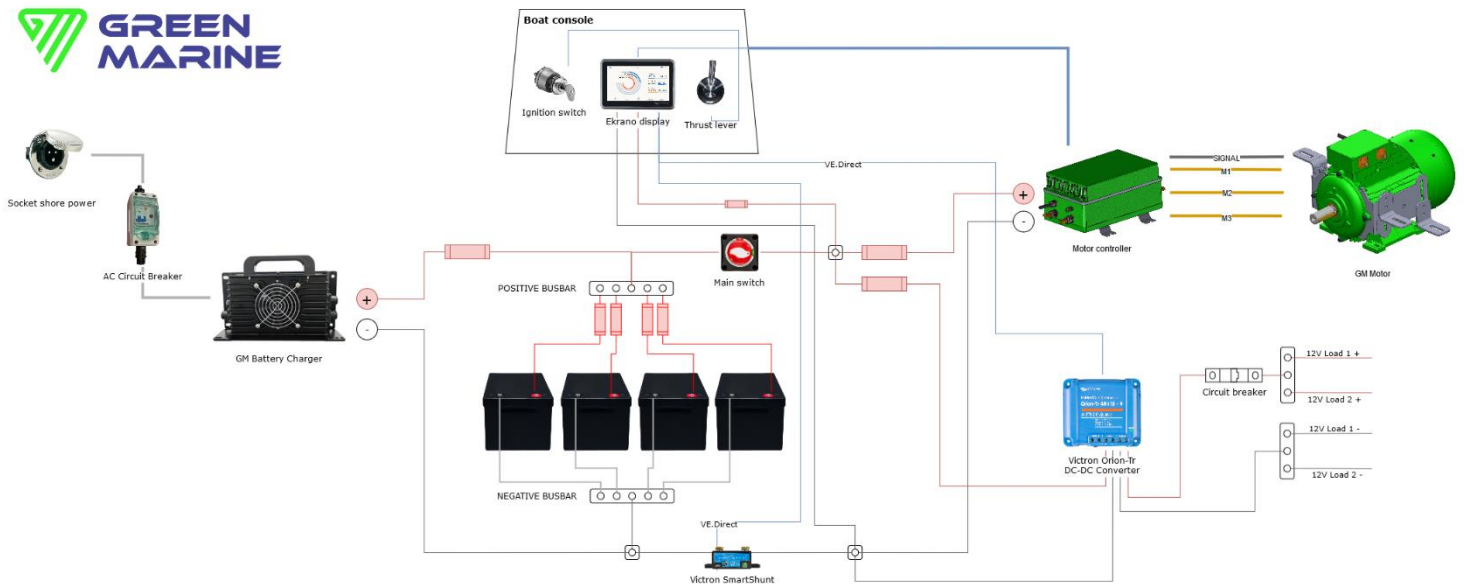 GREEN
MARINE
Boat console
Ignition switch
Ekrano display
Thrust lever
Socket shore power
AC Circuit Breaker
GM Battery Charger
+
-
POSITIVE BUSBAR
NEGATIVE BUSBAR
Main switch
VE.Direct
VE.Direct
Victron SmartShunt
+
-
Motor controller
SIGNAL
M1
M2
M3
GM Motor
Victron Orion-Tr
DC-DC Converter
Circuit breaker
12V Load 1 +
12V Load 2 +
12V Load 1 -
12V Load 2 -